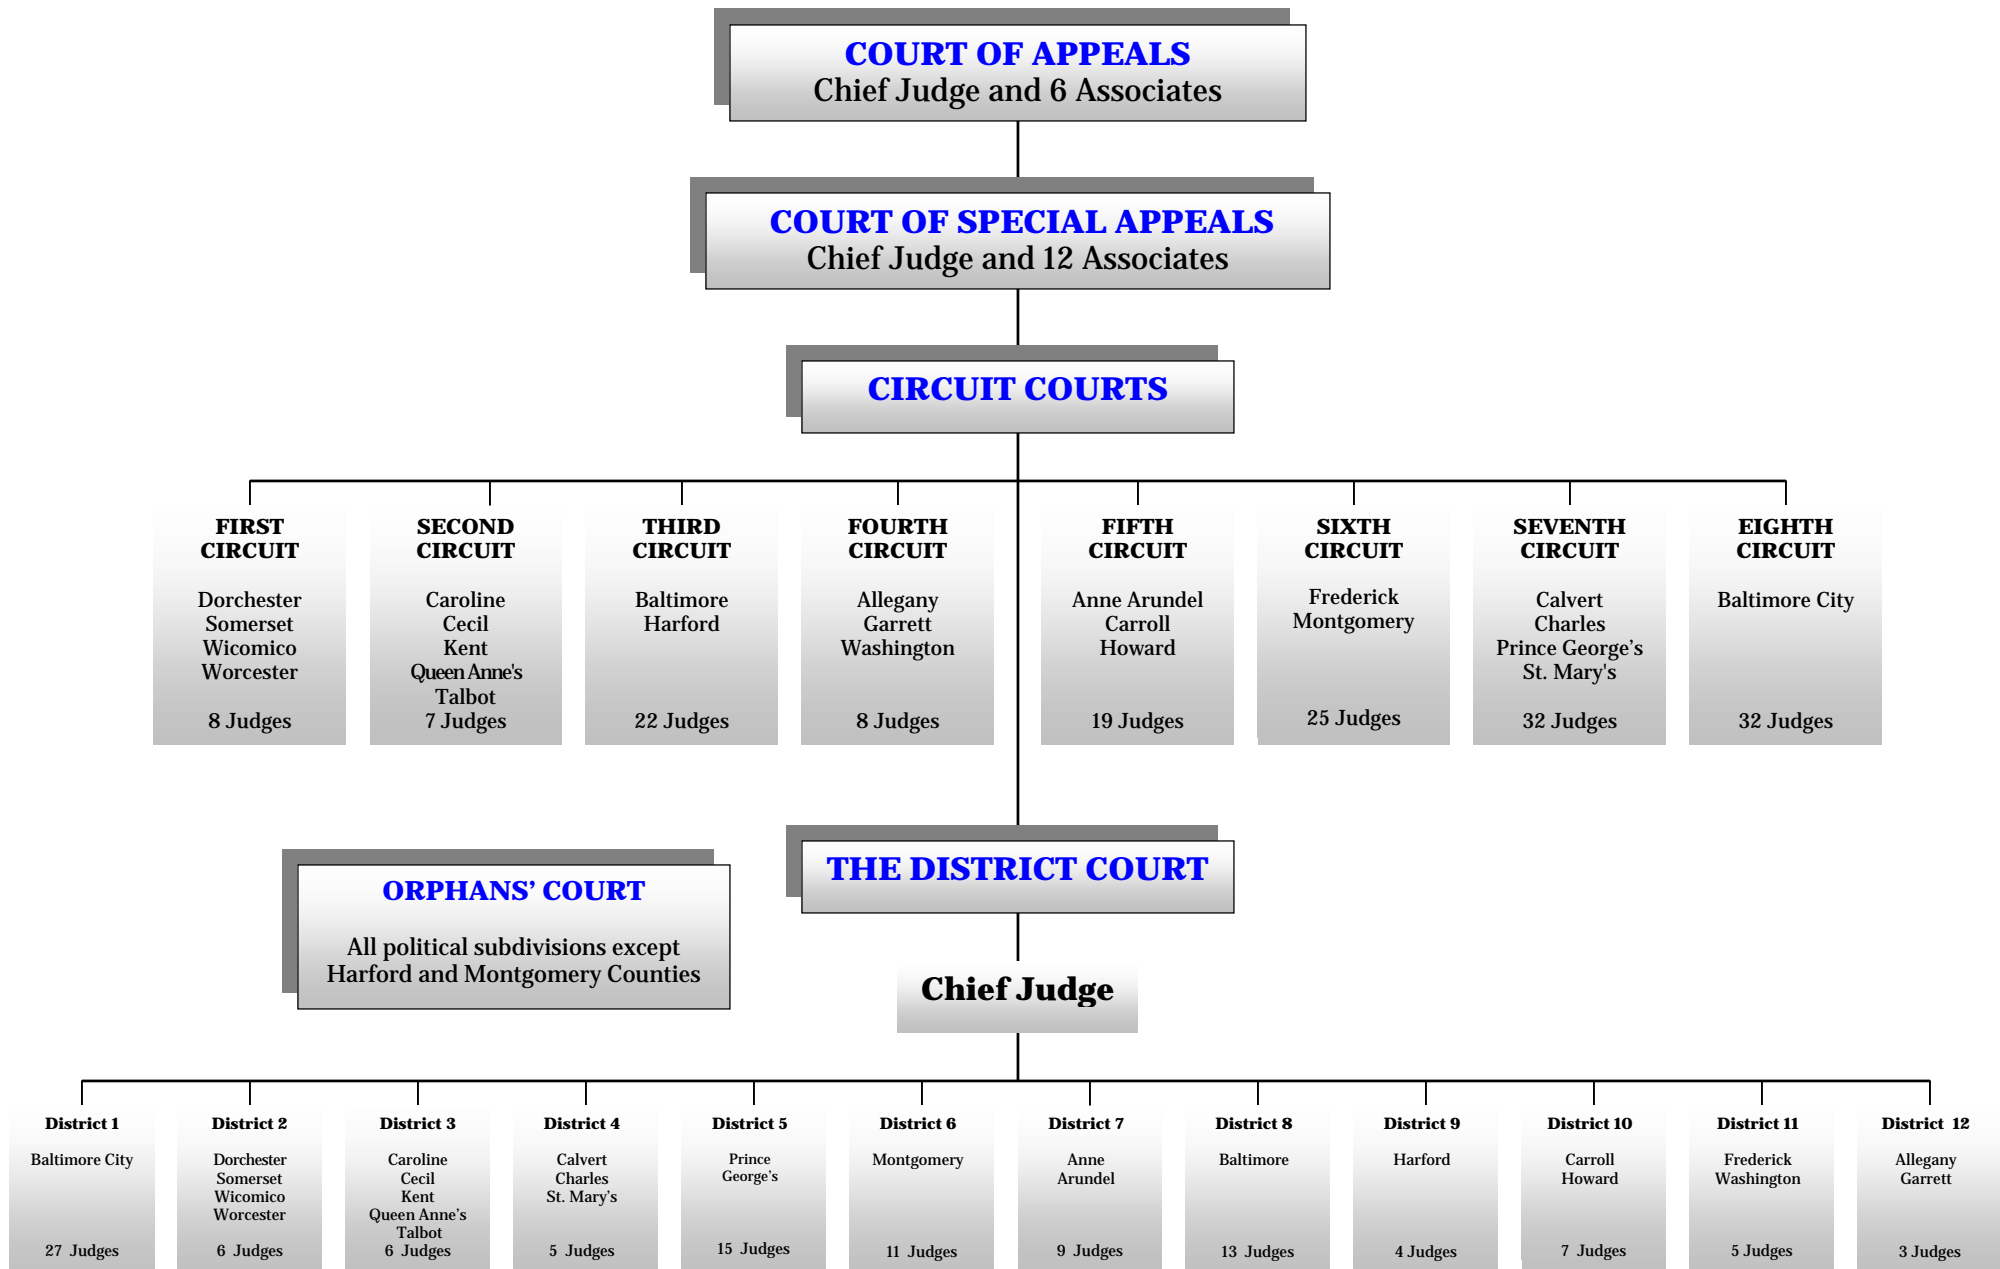 COURT OF APPEALS
Chief Judge and 6 Associates
COURT OF SPECIAL APPEALS
Chief Judge and 12 Associates
CIRCUIT COURTS
FIRST
CIRCUIT
Dorchester
Somerset
Wicomico
Worcester
8 Judges
SECOND
CIRCUIT
Caroline
Cecil
Kent
Queen Anne's
Talbot
7 Judges
THIRD
CIRCUIT
Baltimore
Harford
22 Judges
FOURTH
CIRCUIT
Allegany
Garrett
Washington
8 Judges
FIFTH
CIRCUIT
Anne Arundel
Carroll
Howard
19 Judges
SIXTH
CIRCUIT
Frederick
Montgomery
25 Judges
SEVENTH
CIRCUIT
Calvert
Charles
Prince George’s
St. Mary's
32 Judges
EIGHTH
CIRCUIT
Baltimore City
32 Judges
ORPHANS’ COURT
All political subdivisions except
Harford and Montgomery Counties
THE DISTRICT COURT
Chief Judge
District 1
Baltimore City
27 Judges
District 2
Dorchester
Somerset
Wicomico
Worcester
6 Judges
District 3
Caroline
Cecil
Kent
Queen Anne’s
Talbot
6 Judges
District 4
Calvert
Charles
St. Mary’s
5 Judges
District 5
Prince
George’s
15 Judges
District 6
Montgomery
11 Judges
District 7
Anne
Arundel
9 Judges
District 8
Baltimore
13 Judges
District 9
Harford
4 Judges
District 10
Carroll
Howard
7 Judges
District 11
Frederick
Washington
5 Judges
District 12
Allegany
Garrett
3 Judges